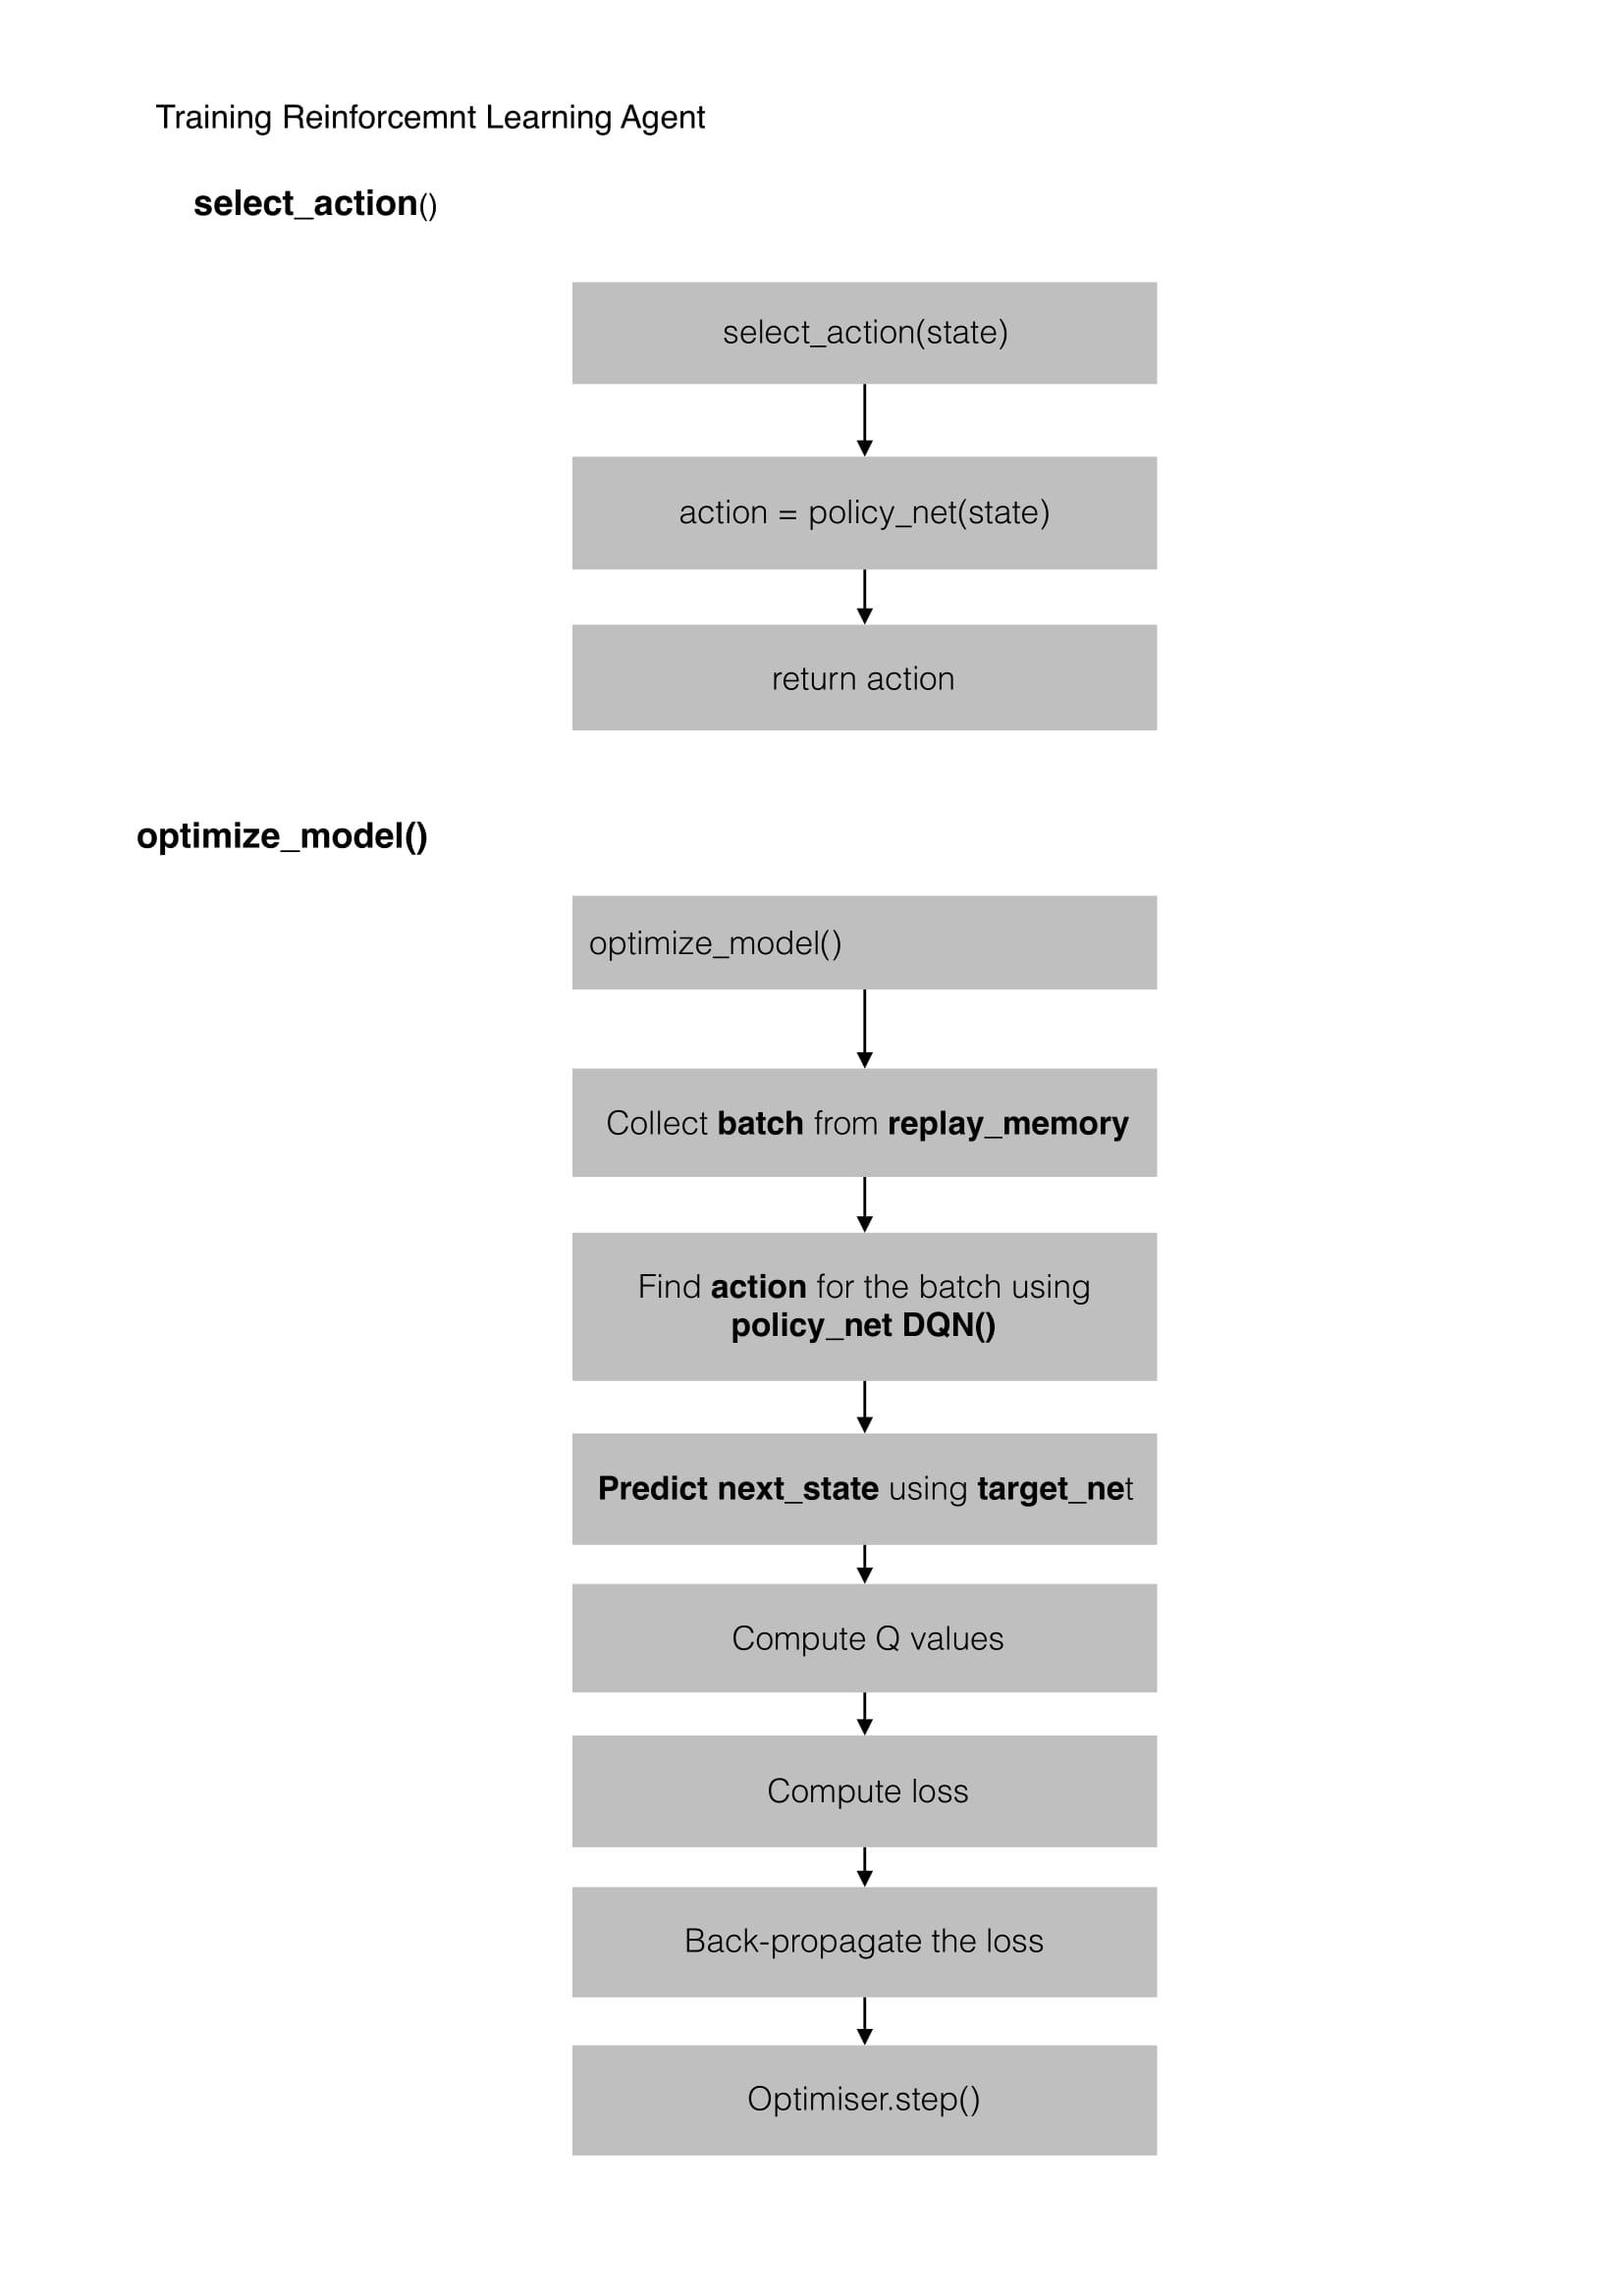 Training Reinforcemnt Learning Agent
select_action()
select_action(state)
action = policy_net(state)
return action
optimize_model()
optimize_model()
Collect batch from replay_memory
Find action for the batch using
policy_net DQN()
Predict next_state using target_net
Compute Q values
Compute loss
Back-propagate the loss
Optimiser.step()